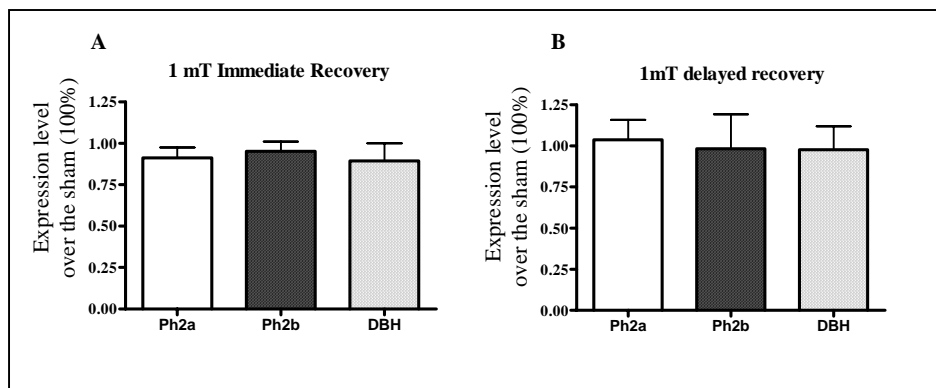 A
1 mT Immediate Recovery
Expression level
over the sham (100%)
1.25
1.00
0.75
0.50
0.25
0.00
Ph2a Ph2b DBH
B
1mT delayed recovery
Expression level
over the sham (100%)
1.25
1.00
0.75
0.50
0.25
0.00
Ph2a Ph2b DBH